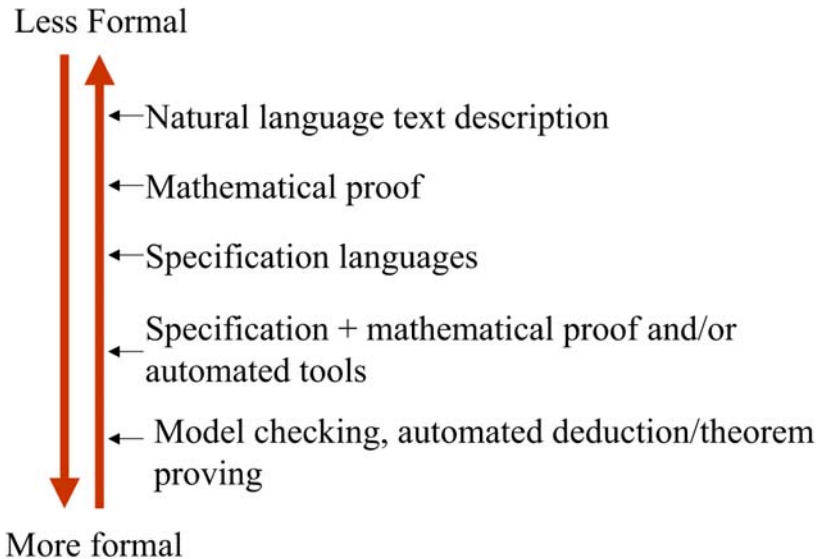 Less Formal
Natural language text description
Mathematical proof
Specification languages
Specification + mathematical proof and/or
automated tools
Model checking, automated deduction/theorem
proving
More formal